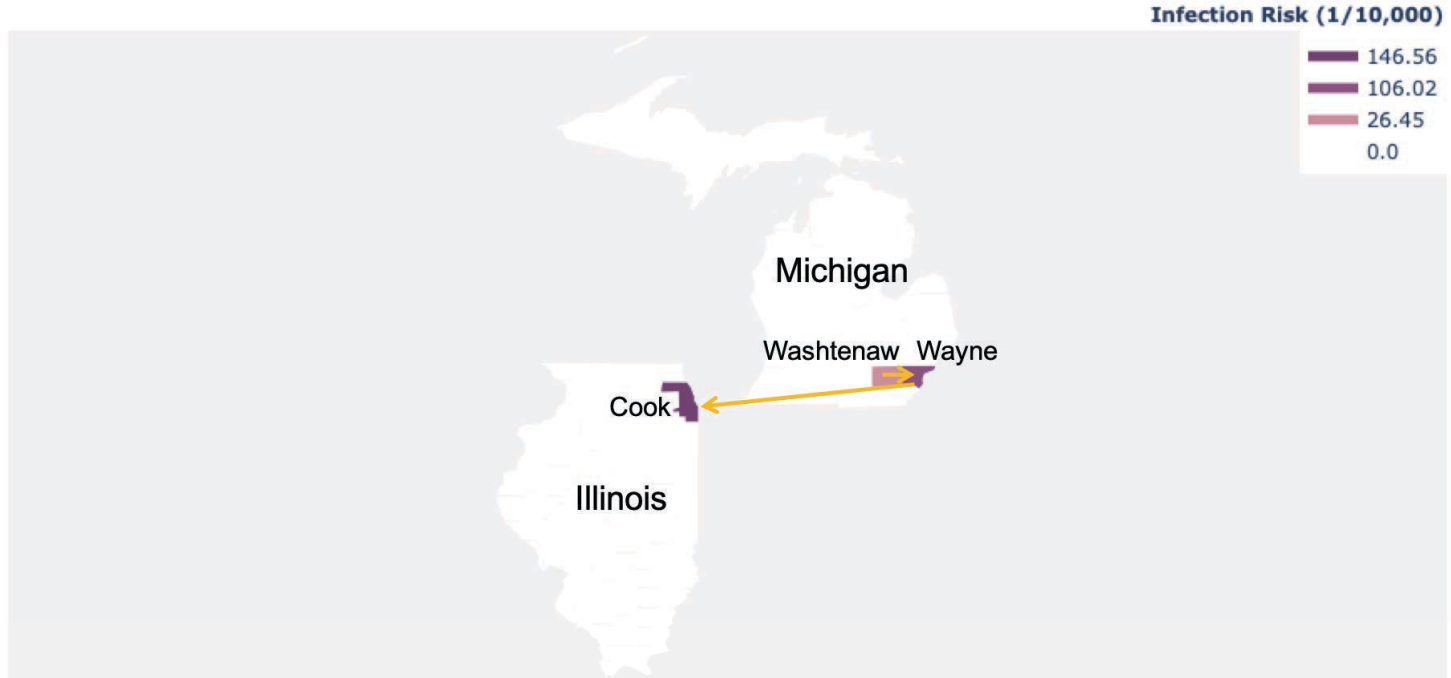 Infection Risk (1/10,000)
146.56
106.02
26.45
0.0
Michigan
Washtenaw Wayne
Cook
Illinois